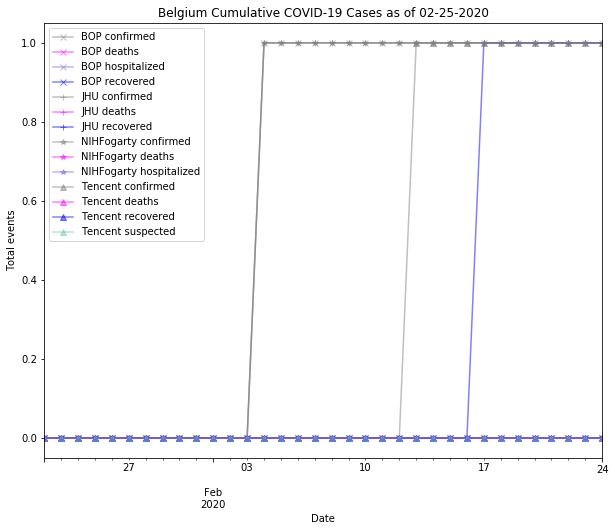 Belgium Cumulative COVID-19 Cases as of 02-25-2020
BOP confirmed
BOP deaths
BOP hospitalized
BOP recovered
JHU confirmed
JHU deaths
JHU recovered
NIHFogarty confirmed
NIHFogarty deaths
NIHFogarty hospitalized
Tencent confirmed
Tencent deaths
Tencent recovered
Tencent suspected
Total events
1.0
0.8
0.6
0.4
0.2
0.0
27 03 10 17 24
Feb
2020
Date